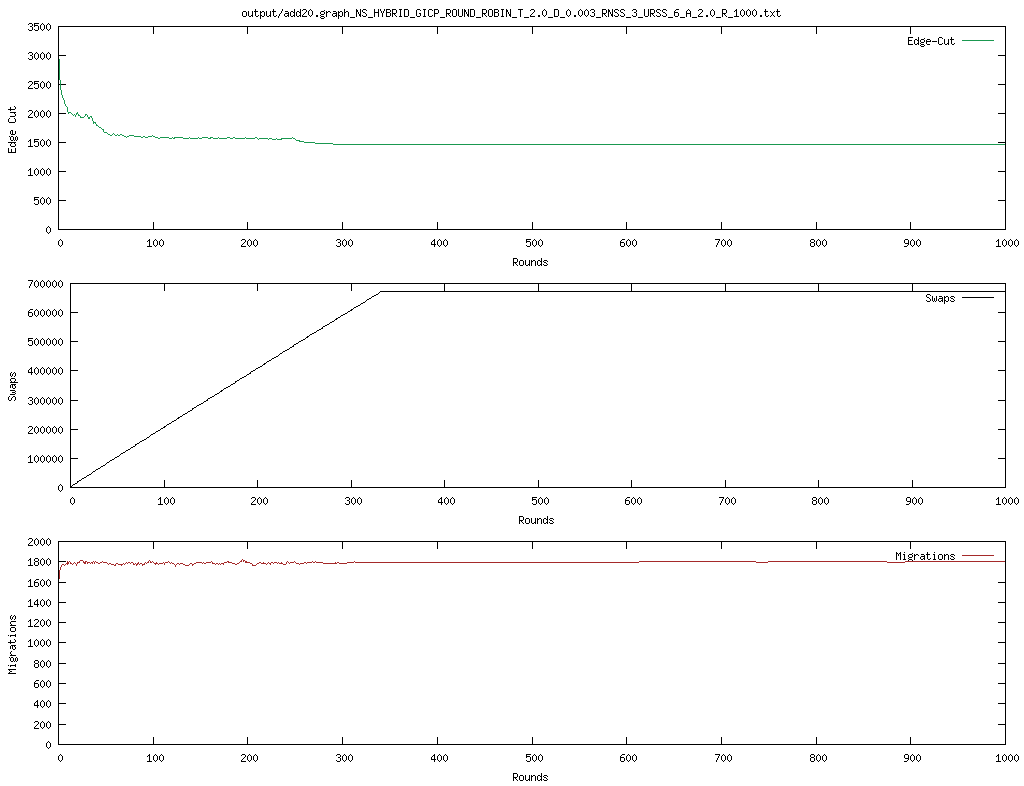 output/add20.graph_NS_HYBRID_GICP_ROUND_ROBIN_T_2.0_D_0.003_RNSS_3_URSS_6_A_2.0_R_1000.txt
3500
Edge-Cut
3000
2500
2000
1500
1000
500
0
Edge Cut
0 100 200 300 400 500 600 700 800 900 1000
Rounds
700000
Swaps
600000
500000
400000
300000
200000
100000
0
Swaps
0 100 200 300 400 500 600 700 800 900 1000
Rounds
2000
Migrations
1800
1600
1400
1200
1000
800
600
400
200
0
Migrations
0 100 200 300 400 500 600 700 800 900 1000
Rounds